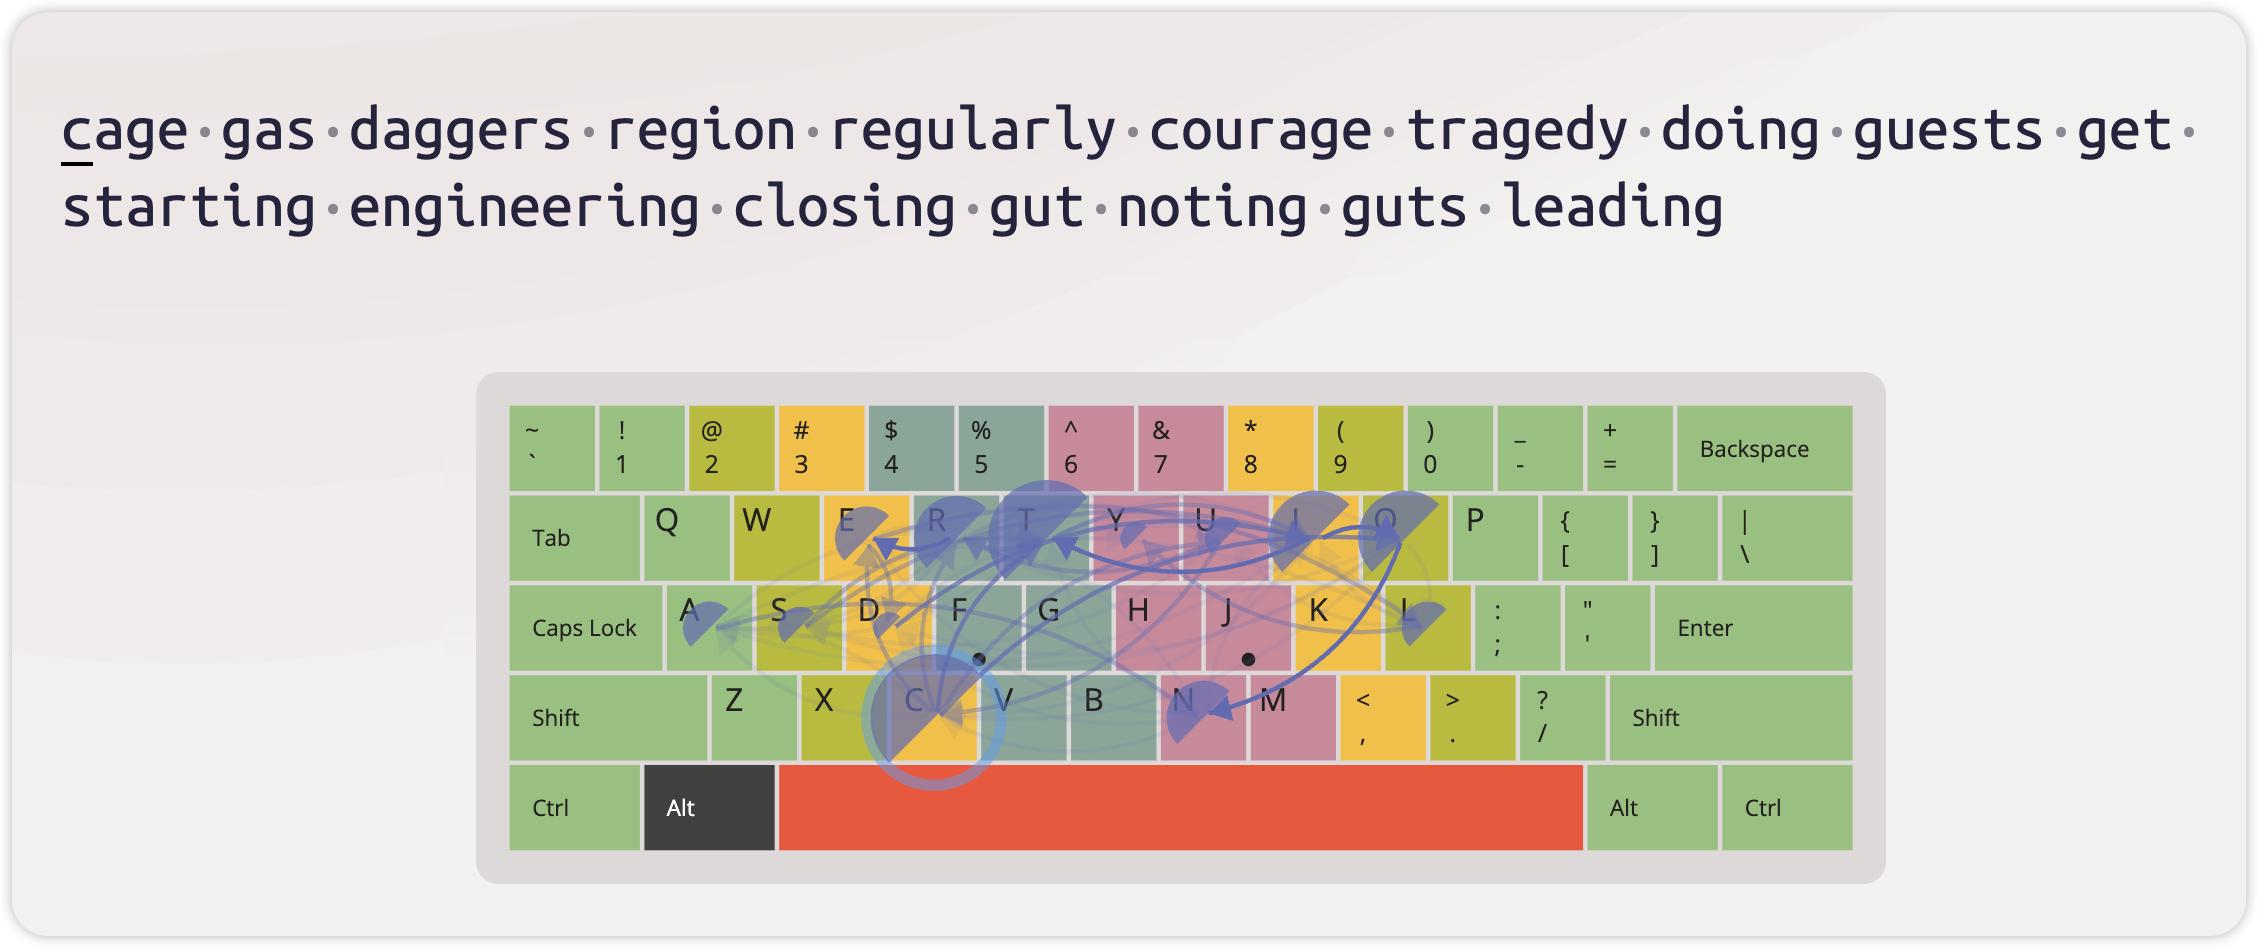 cage·gas·daggers·region·regularly·courage·tragedy·doing·guests·get·
starting·engineering·closing·gut·noting·guts·leading
~ ! @ # $ % ^ & * ( ) _ +
` 1 2 3 4 5 6 7 8 9 0 - = Backspace
Tab Q W E R T Y U I O P { } |
[ ] \
Caps Lock A S D F G H J K L : " Enter
; '
Shift Z X C V B N M < > ? Shift
, . /
Ctrl Alt Alt Ctrl